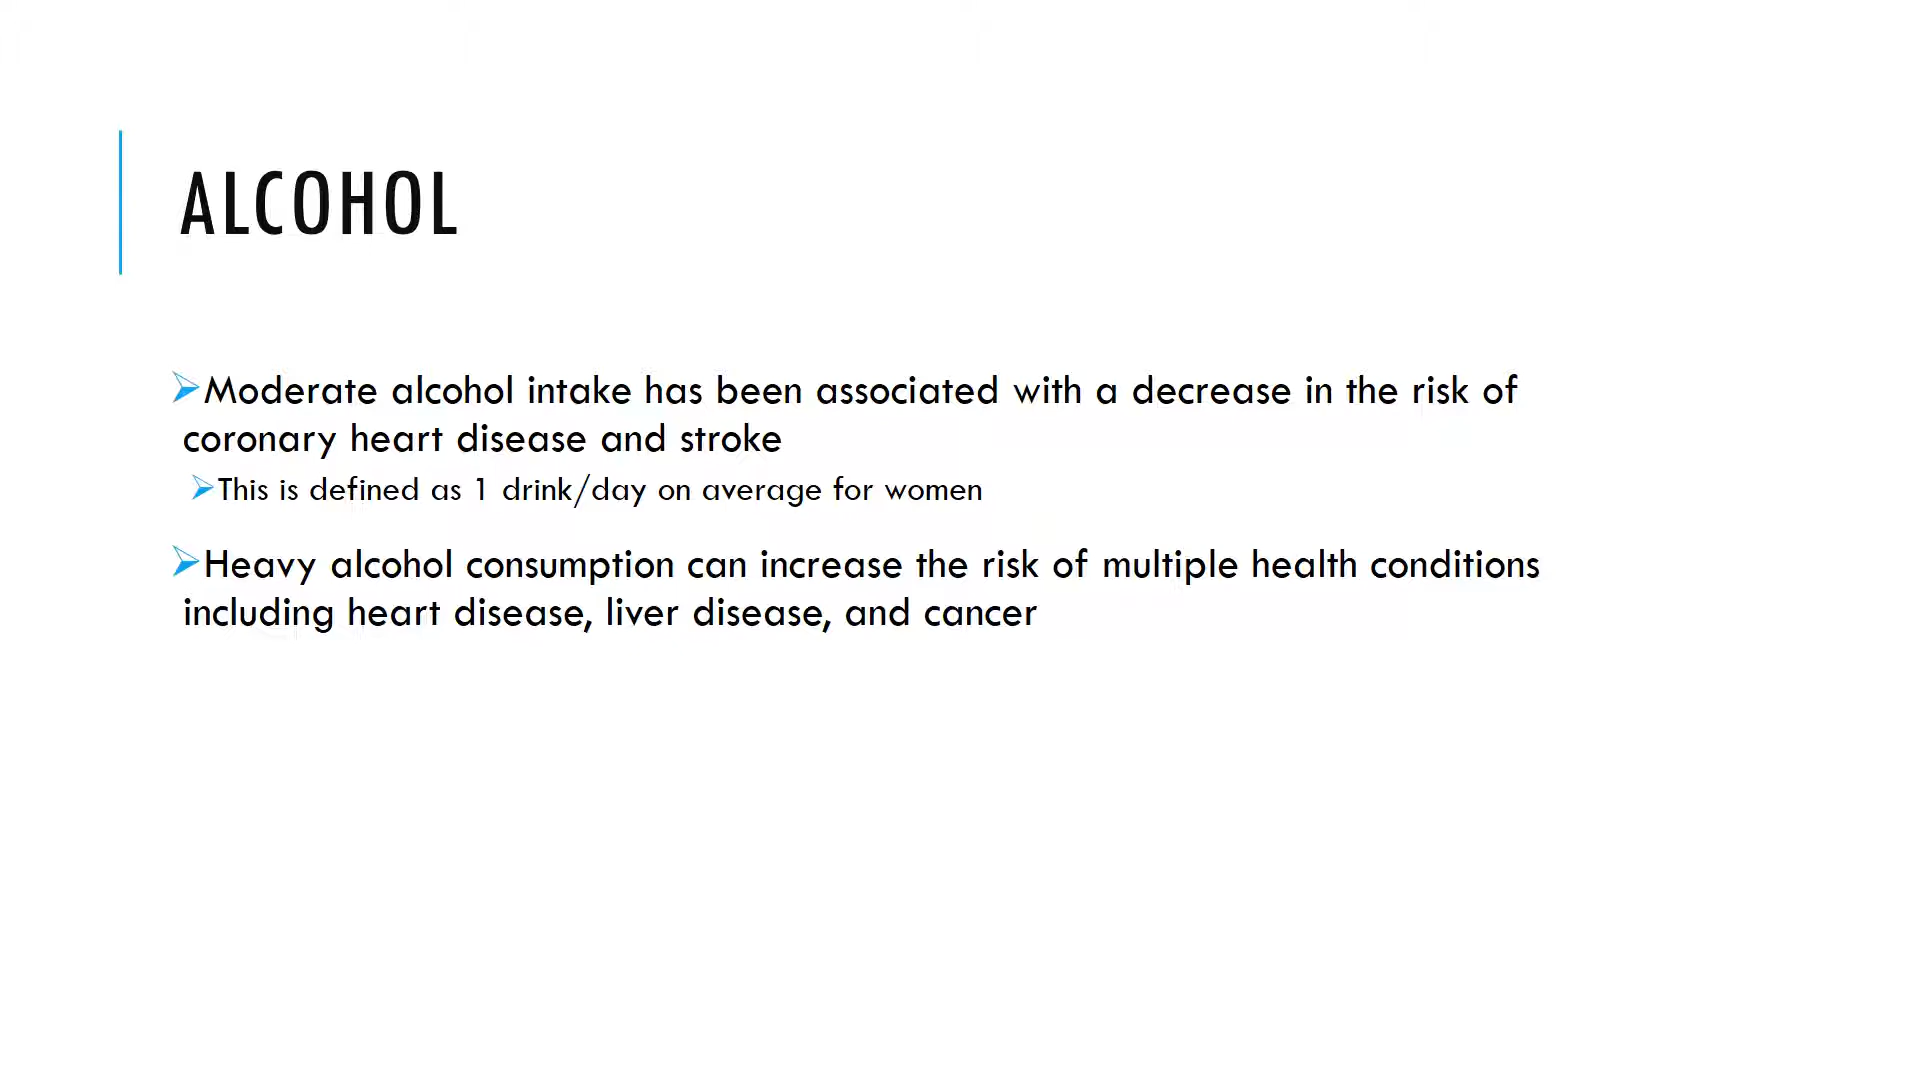 ALCOHOL
Moderate alcohol intake has been associated with a decrease in the risk of
coronary heart disease and stroke
This is defined as 1 drink/day on average for women
Heavy alcohol consumption can increase the risk of multiple health conditions
including heart disease, liver disease, and cancer